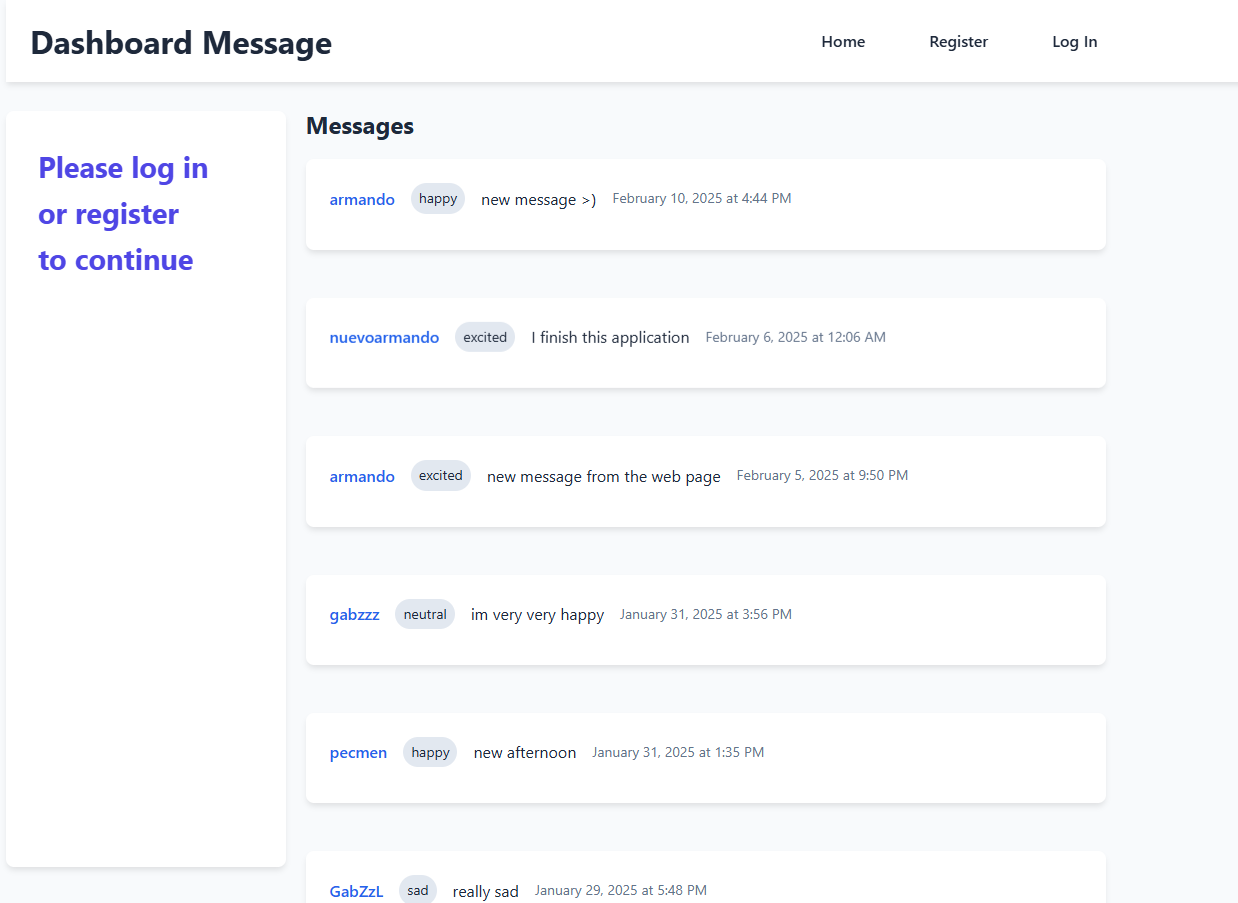 Dashboard Message
Home Register Log In
Please log in
or register
to continue
Messages
armando happy new message >) February 10, 2025 at 4:44 PM
nuevoarmando excited I finish this application February 6, 2025 at 12:06 AM
armando excited new message from the web page February 5, 2025 at 9:50 PM
gabzzz neutral im very very happy January 31, 2025 at 3:56 PM
pecmen happy new afternoon January 31, 2025 at 1:35 PM
GabZzL sad really sad January 29, 2025 at 5:48 PM